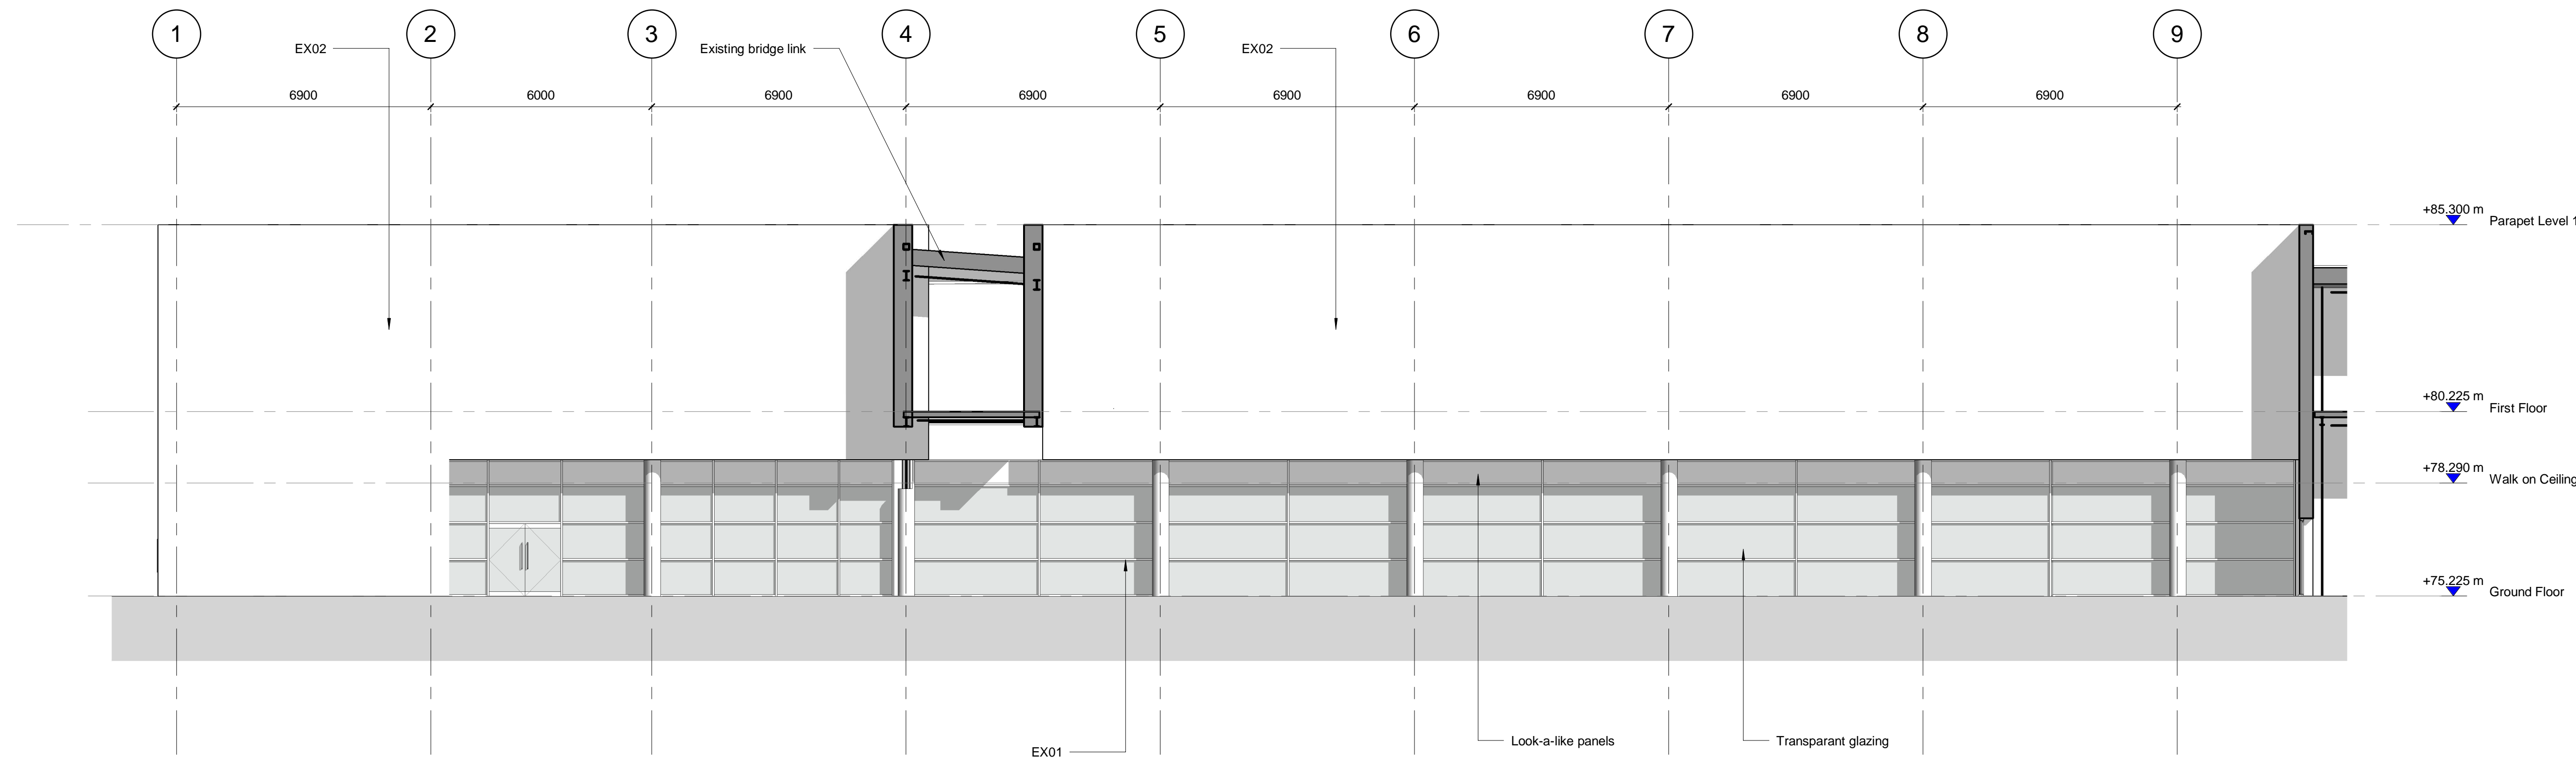 1 2 3 4 5 6 7 8 9
EX02 Existing bridge link EX02
6900 6000 6900 6900 6900 6900 6900 6900
+85.300 m Parapet Level 1
+80.225 m First Floor
+78.290 m Walk on Ceiling
+75.225 m Ground Floor
EX01 Look-a-like panels Transparant glazing